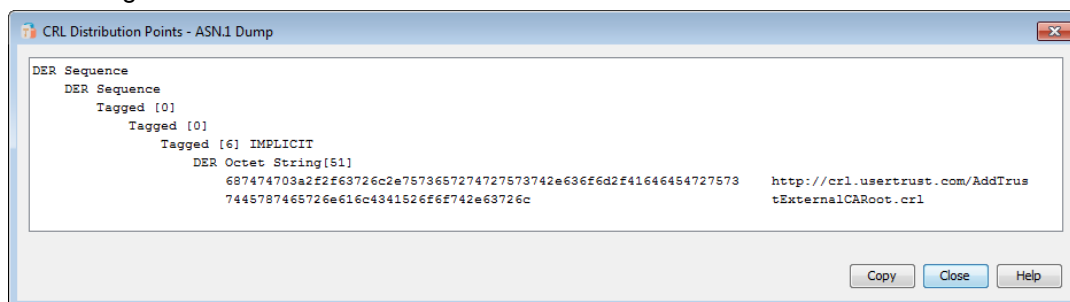 CRL Distribution Points - ASN.1 Dump
DER Sequence
DER Sequence
Tagged [0]
Tagged [0]
Tagged [6] IMPLICIT
DER Octet String[51]
687474703a2f2f63726c2e7573657274727573742e636f6d2f41646454727573 http://crl.usertrust.com/AddTrus
7445787465726e616c4341526f6f742e63726c tExternalCARoot.crl
Copy Close Help